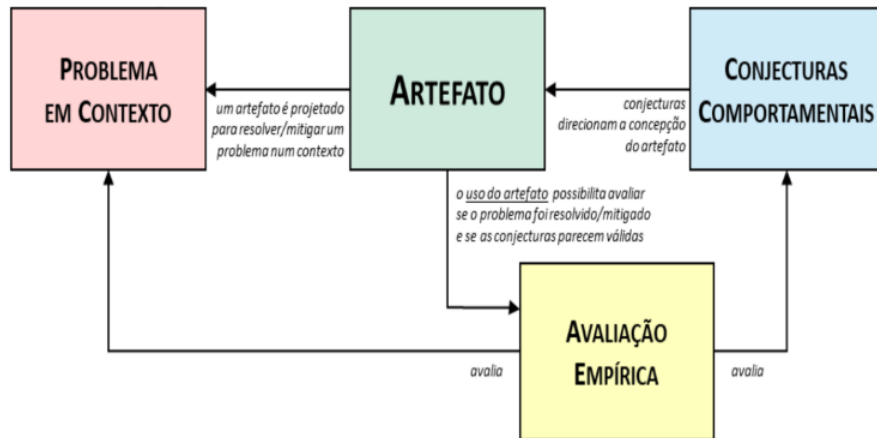 PROBLEMA
EM CONTEXTO
ARTEFATO
CONJECTURAS
COMPORTAMENTAIS
um artefato é projetado
para resolver/mitigar um
problema num contexto
conjecturas
direcionam a concepção
do artefato
o uso do artefato possibilita avaliar
se o problema foi resolvido/mitigado
e se as conjecturas parecem válidas
AVALIAÇÃO
EMPÍRICA
avalia
avalia